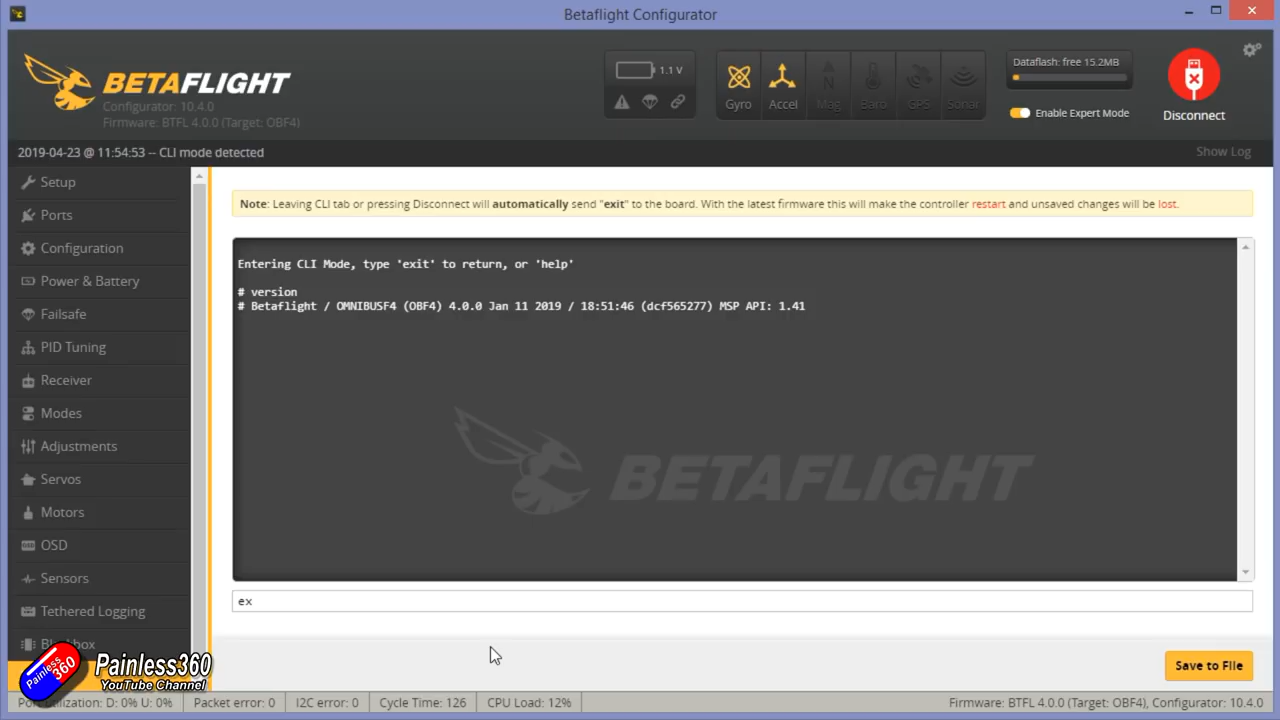 Betaflight Configurator
BETAFLIGHT
Configurator: 10.4.0
Firmware: BTFL 4.0.0 (Target: OBF4)
1.1 V
Gyro
Accel
Mag
Baro
GPS
Sonar
Dataflash: free 15.2MB
Enable Expert Mode
Disconnect
2019-04-23 @ 11:54:53 -- CLI mode detected
Show Log
Setup
Ports
Configuration
Power & Battery
Failsafe
PID Tuning
Receiver
Modes
Adjustments
Servos
Motors
OSD
Sensors
Tethered Logging
Note: Leaving CLI tab or pressing Disconnect will automatically send "exit" to the board. With the latest firmware this will make the controller restart and unsaved changes will be lost.
Entering CLI Mode, type 'exit' to return, or 'help'
# version
# Betaflight / OMNIBUSF4 (OBF4) 4.0.0 Jan 11 2019 / 18:51:46 (dcf565277) MSP API: 1.41
BETAFLIGHT
ex
Save to File
Painless 360
Painless360
YouTube Channel
Utilization: D: 0% U: 0%
Packet error: 0
I2C error: 0
Cycle Time: 126
CPU Load: 12%
Firmware: BTFL 4.0.0 (Target: OBF4), Configurator: 10.4.0